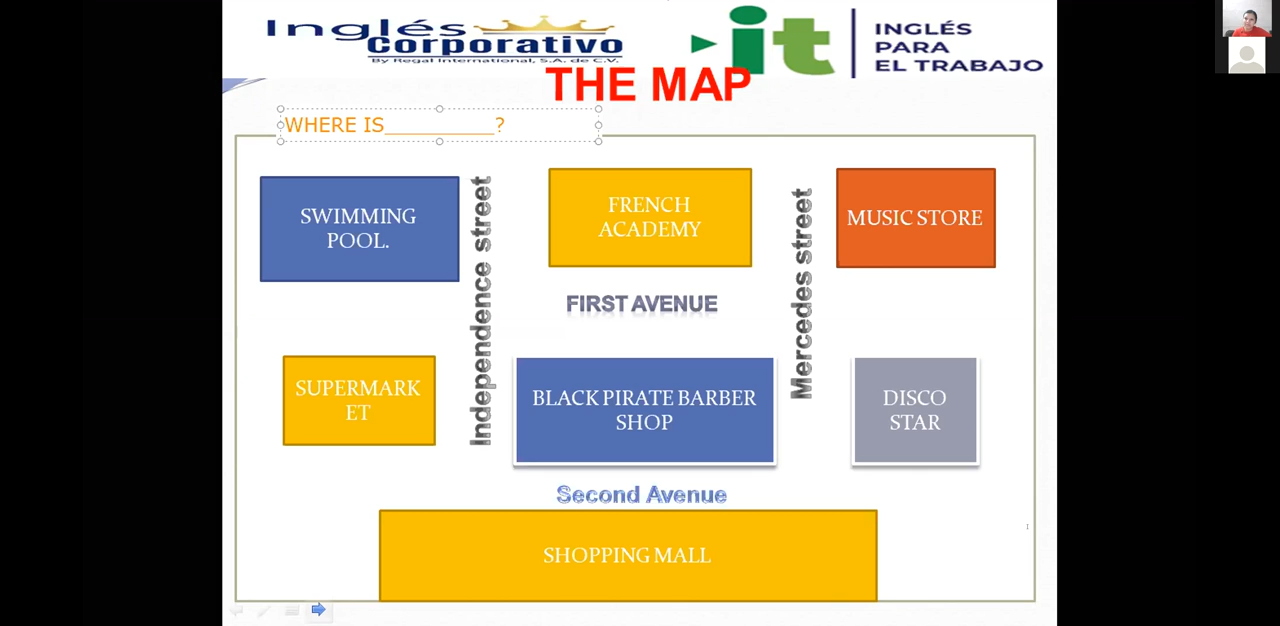 Inglés
Corporativo
By Regal International, S.A. de C.V.
it
INGLÉS
PARA
EL TRABAJO
THE MAP
WHERE IS__________?
SWIMMING
POOL.
Independence street
FRENCH
ACADEMY
Mercedes street
MUSIC STORE
FIRST AVENUE
SUPERMARK
ET
BLACK PIRATE BARBER
SHOP
DISCO
STAR
Second Avenue
SHOPPING MALL